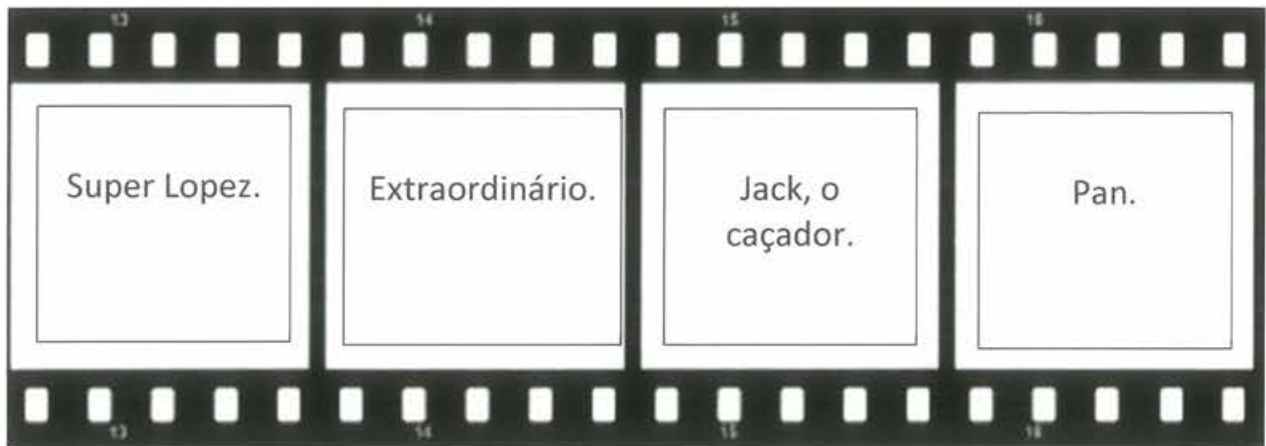 13 14 15 16
Super Lopez.
Extraordinário.
Jack, o
caçador.
Pan.
13 14 15 16